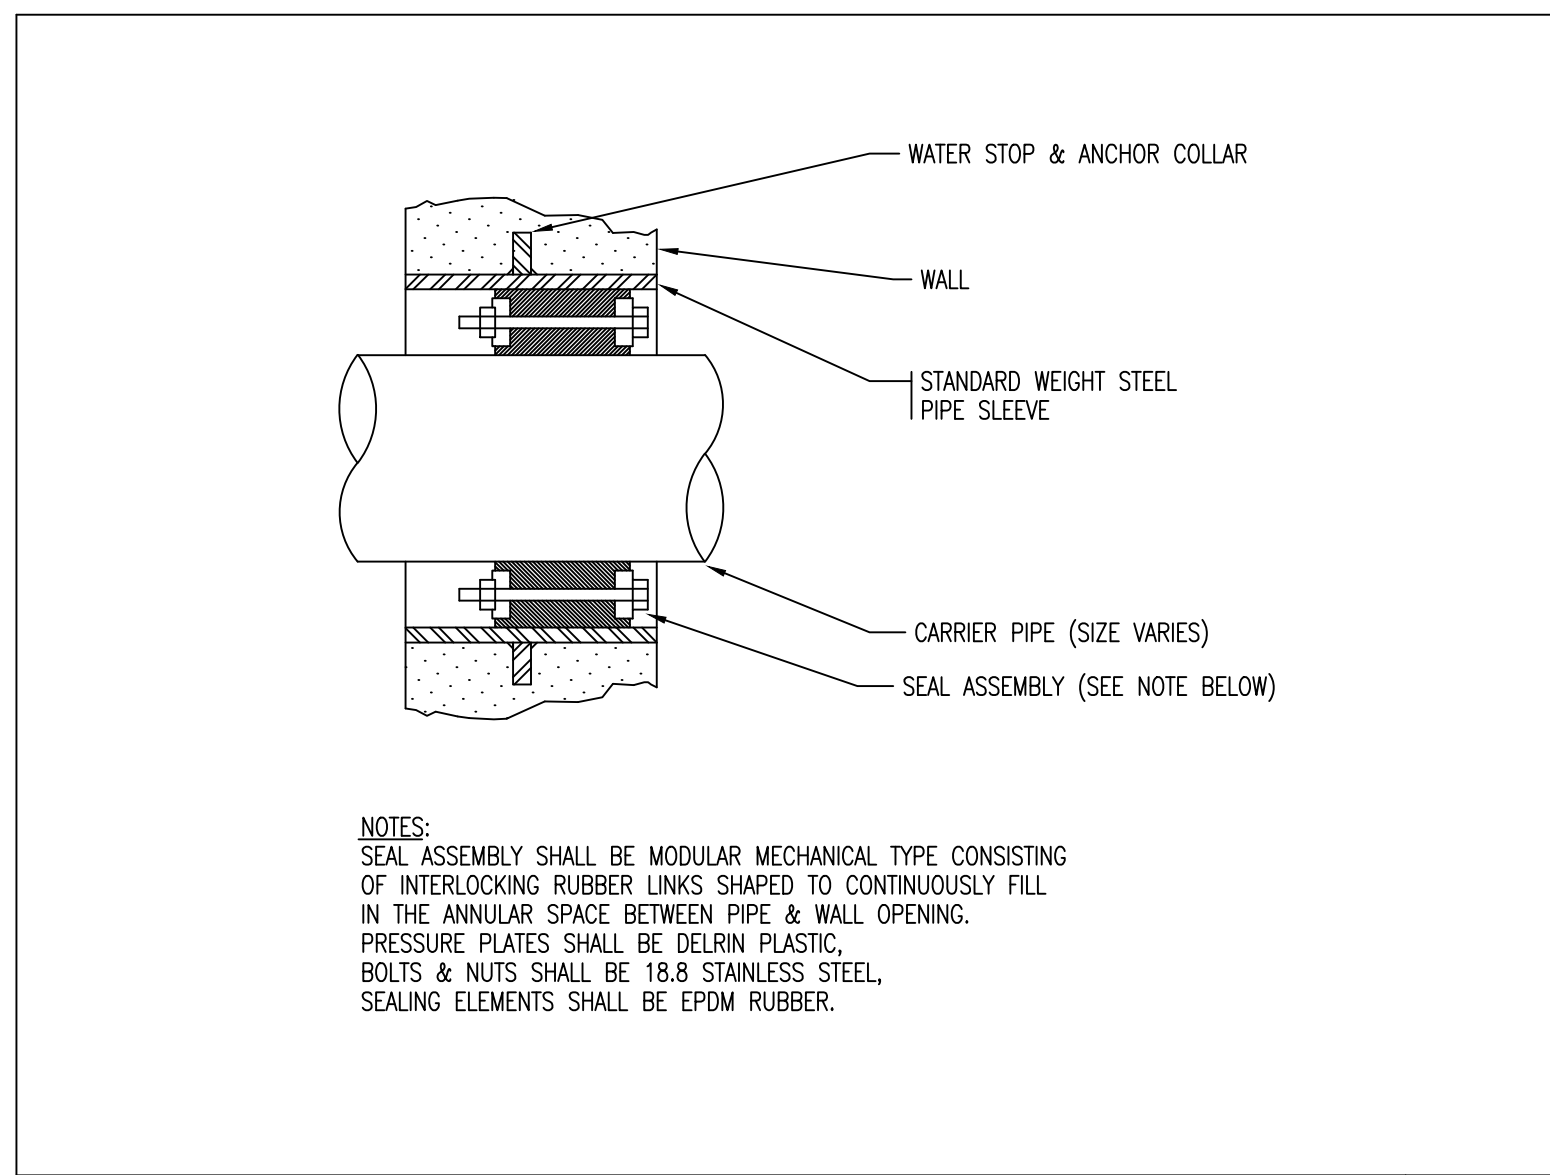 WATER STOP & ANCHOR COLLAR
WALL
STANDARD WEIGHT STEEL
PIPE SLEEVE
CARRIER PIPE (SIZE VARIES)
SEAL ASSEMBLY (SEE NOTE BELOW)
NOTES:
SEAL ASSEMBLY SHALL BE MODULAR MECHANICAL TYPE CONSISTING
OF INTERLOCKING RUBBER LINKS SHAPED TO CONTINUOUSLY FILL
IN THE ANNULAR SPACE BETWEEN PIPE & WALL OPENING.
PRESSURE PLATES SHALL BE DELRIN PLASTIC,
BOLTS & NUTS SHALL BE 18.8 STAINLESS STEEL,
SEALING ELEMENTS SHALL BE EPDM RUBBER.